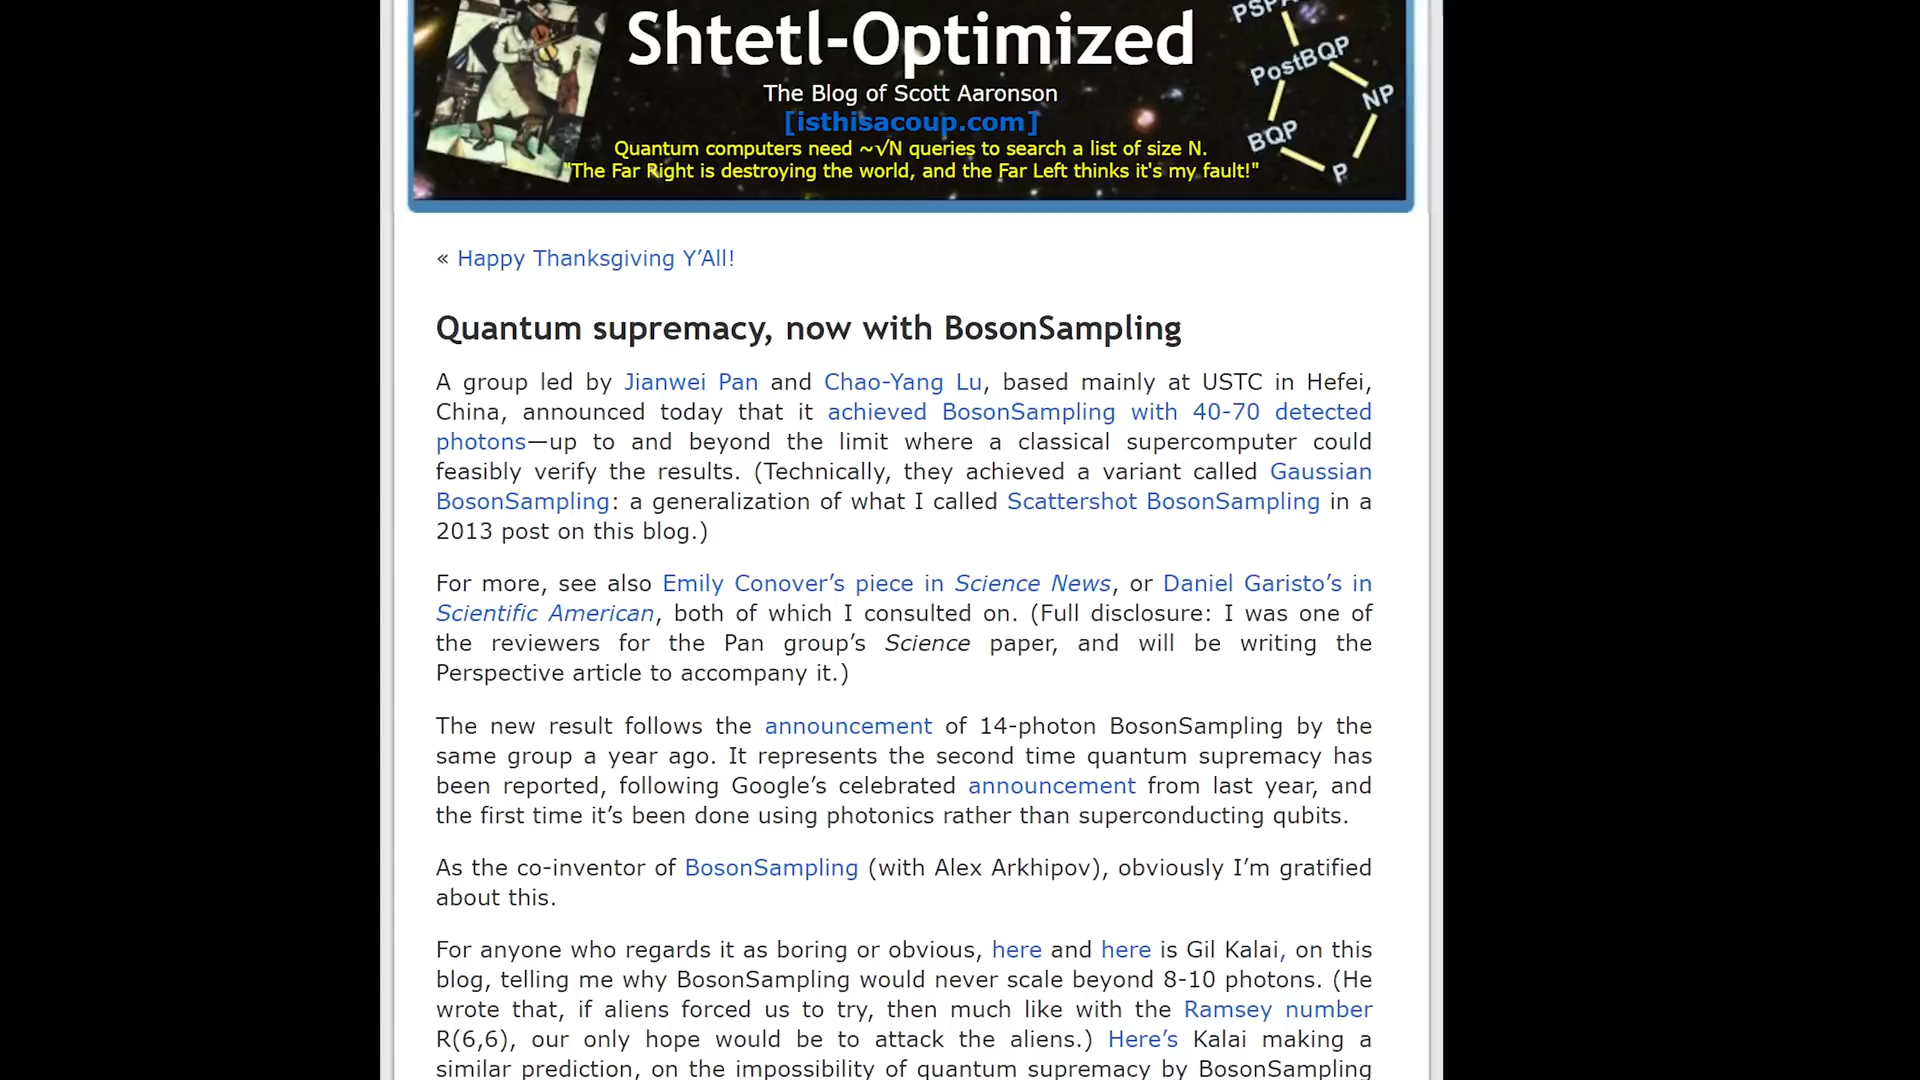 Shtetl-Optimized
The Blog of Scott Aaronson
[isthisacoup.com]
Quantum computers need ~√N queries to search a list of size N.
"The Far Right is destroying the world, and the Far Left thinks it's my fault!"
PostBQP
NP
BQP
P
« Happy Thanksgiving Y’All!
Quantum supremacy, now with BosonSampling
A group led by Jianwei Pan and Chao-Yang Lu, based mainly at USTC in Hefei,
China, announced today that it achieved BosonSampling with 40-70 detected
photons—up to and beyond the limit where a classical supercomputer could
feasibly verify the results. (Technically, they achieved a variant called Gaussian
BosonSampling: a generalization of what I called Scattershot BosonSampling in a
2013 post on this blog.)
For more, see also Emily Conover’s piece in Science News, or Daniel Garisto’s in
Scientific American, both of which I consulted on. (Full disclosure: I was one of
the reviewers for the Pan group’s Science paper, and will be writing the
Perspective article to accompany it.)
The new result follows the announcement of 14-photon BosonSampling by the
same group a year ago. It represents the second time quantum supremacy has
been reported, following Google’s celebrated announcement from last year, and
the first time it’s been done using photonics rather than superconducting qubits.
As the co-inventor of BosonSampling (with Alex Arkhipov), obviously I’m gratified
about this.
For anyone who regards it as boring or obvious, here and here is Gil Kalai, on this
blog, telling me why BosonSampling would never scale beyond 8-10 photons. (He
wrote that, if aliens forced us to try, then much like with the Ramsey number
R(6,6), our only hope would be to attack the aliens.) Here’s Kalai making a
similar prediction, on the impossibility of quantum supremacy by BosonSampling